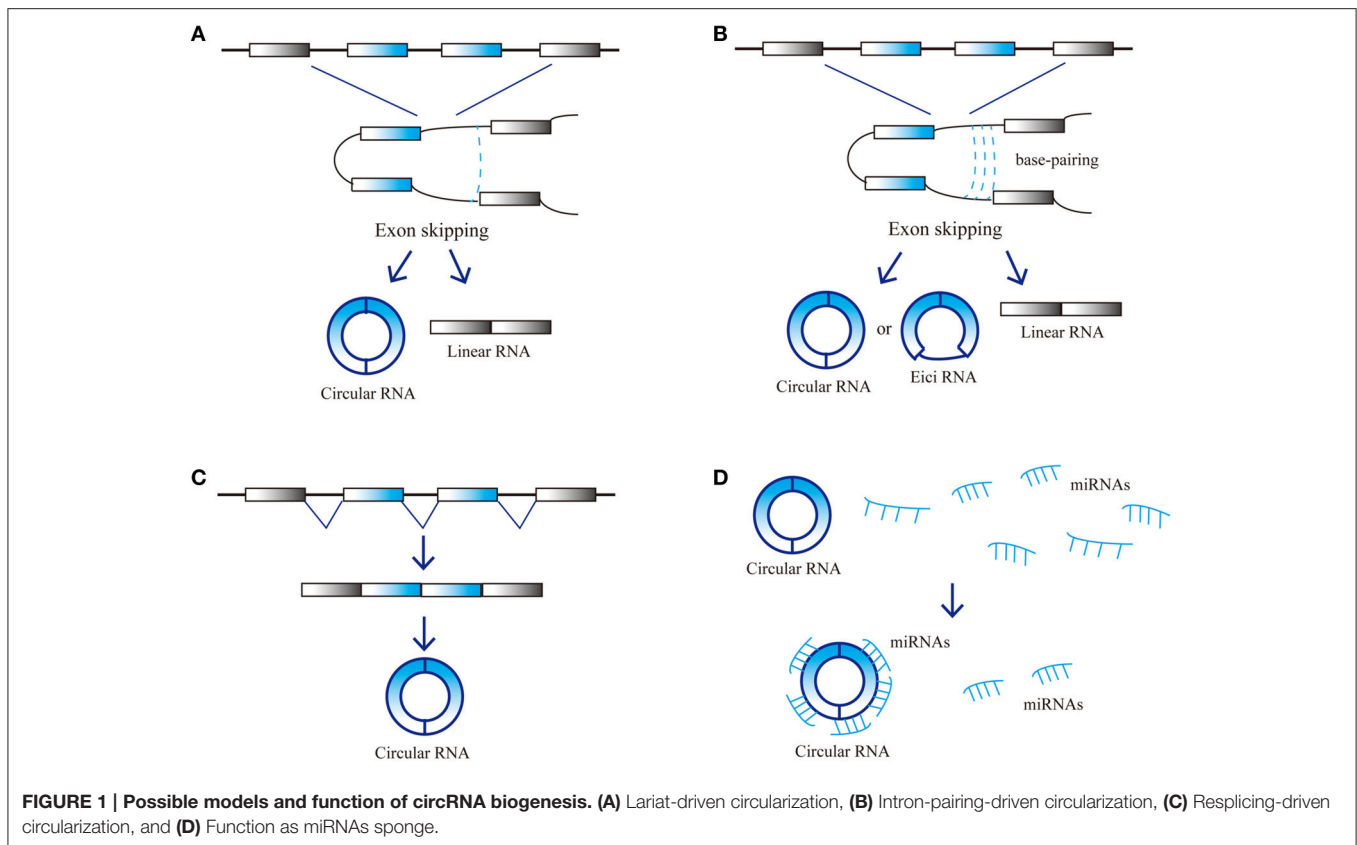 A
Exon skipping
Circular RNA
Linear RNA
B
base-pairing
Exon skipping
or
Circular RNA
Eici RNA
Linear RNA
C
Circular RNA
D
miRNAs
Circular RNA
miRNAs
miRNAs
Circular RNA
FIGURE 1 | Possible models and function of circRNA biogenesis. (A) Lariat-driven circularization, (B) Intron-pairing-driven circularization, (C) Resplicing-driven
circularization, and (D) Function as miRNAs sponge.